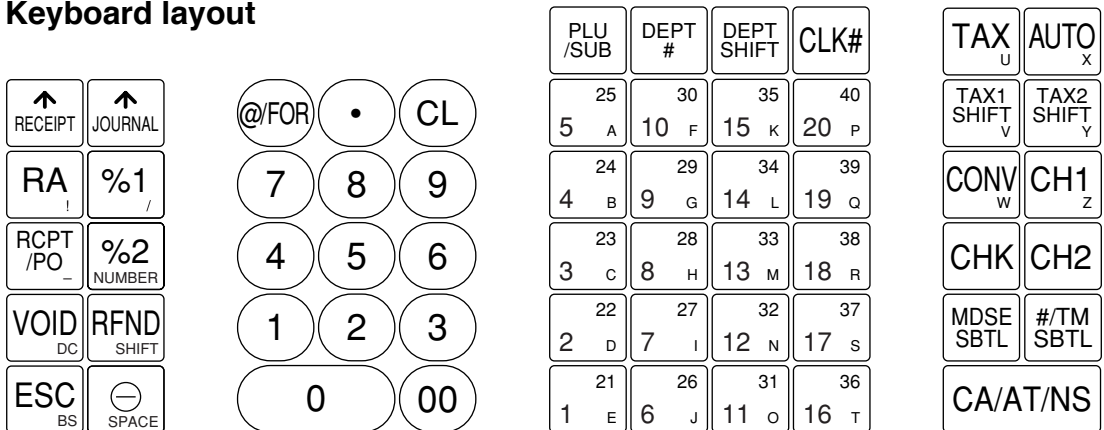 Keyboard layout
PLU /SUB DEPT # DEPT SHIFT CLK# TAX U AUTO X
↑ RECEIPT ↑ JOURNAL @/FOR • CL 25 5 A 30 10 F 35 15 K 40 20 P TAX1 SHIFT V TAX2 SHIFT Y
RA ! %1 / 7 8 9 24 4 B 29 9 G 34 14 L 39 19 Q CONV W CH1 Z
RCPT /PO _ %2 NUMBER 4 5 6 23 3 C 28 8 H 33 13 M 38 18 R CHK CH2
VOID DC RFND SHIFT 1 2 3 22 2 D 27 7 I 32 12 N 37 17 S MDSE SBTL #/TM SBTL
ESC BS ⊖ SPACE 0 00 21 1 E 26 6 J 31 11 O 36 16 T CA/AT/NS